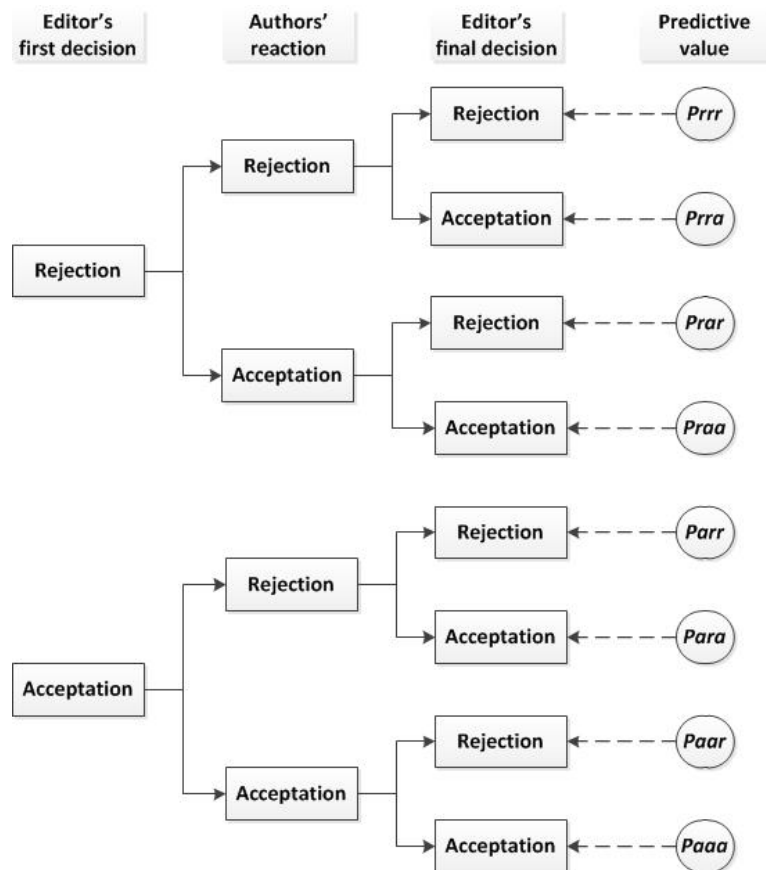 Editor's
first decision
Authors'
reaction
Editor's
final decision
Predictive
value
Rejection
Prrr
Rejection
Acceptation
Prra
Rejection
Rejection
Prar
Acceptation
Acceptation
Praa
Rejection
Parr
Rejection
Acceptation
Para
Acceptation
Rejection
Paar
Acceptation
Acceptation
Paaa